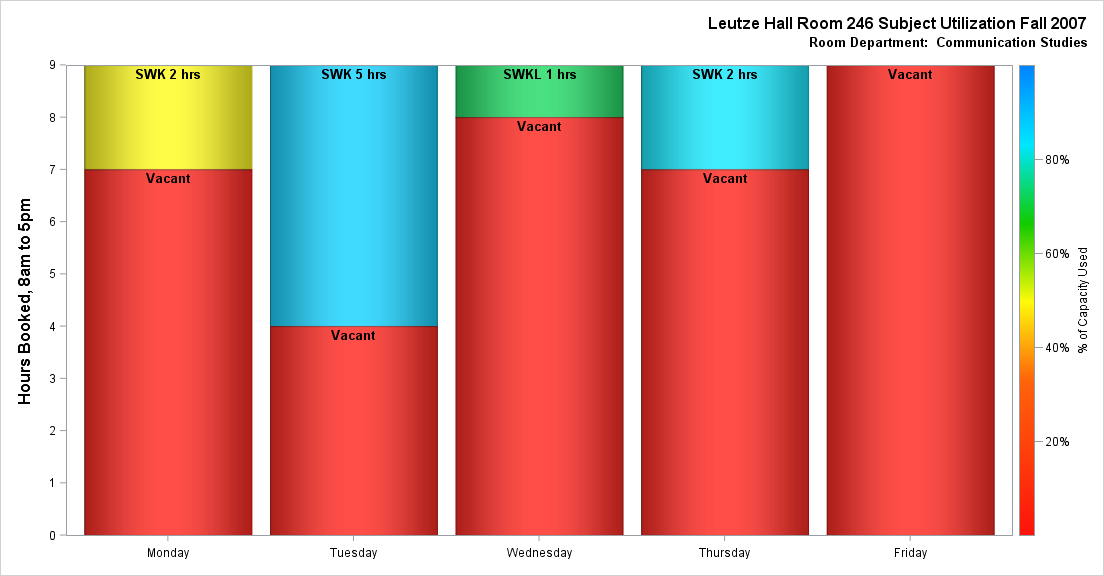 Leutze Hall Room 246 Subject Utilization Fall 2007
Room Department:  Communication Studies
Hours Booked, 8am to 5pm
9
8
7
6
5
4
3
2
1
0
SWK 2 hrs
Vacant
SWK 5 hrs
Vacant
SWKL 1 hrs
Vacant
SWK 2 hrs
Vacant
Vacant
Monday
Tuesday
Wednesday
Thursday
Friday
80%
60%
40%
20%
% of Capacity Used